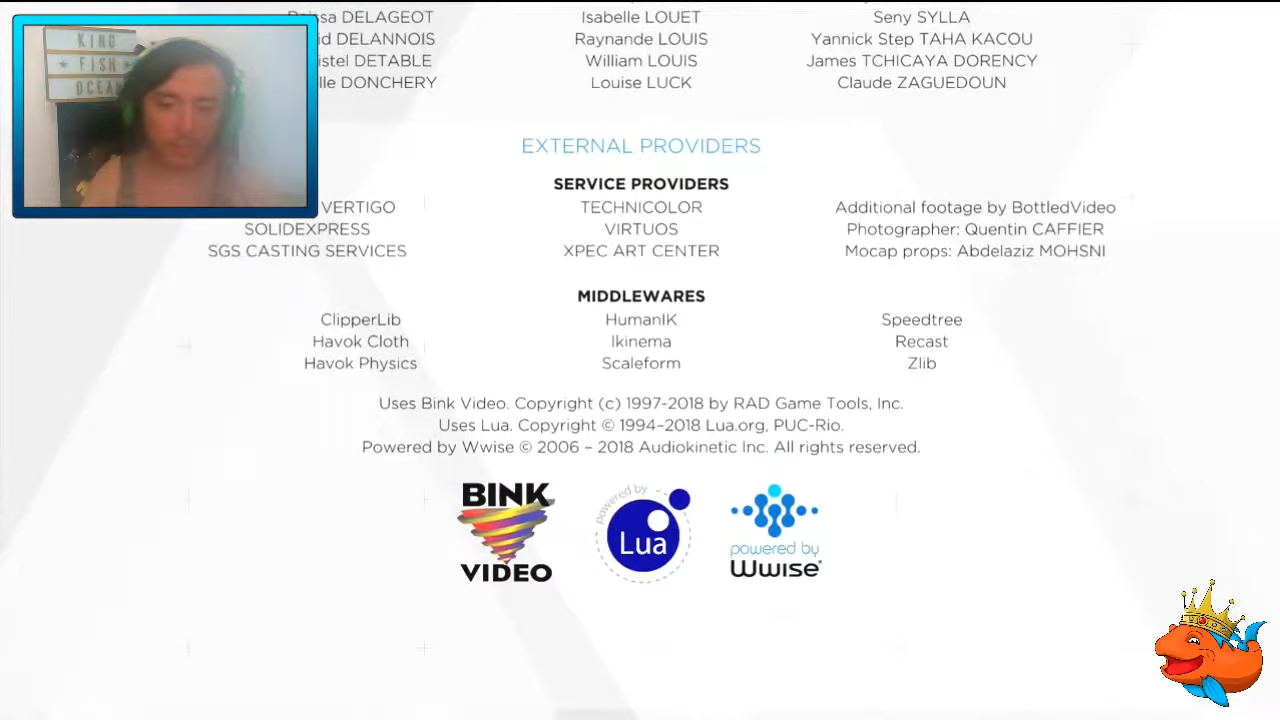 KING
FISH
OCEAN
DELAGEOT
DELANNOIS
DETABLE
DONCHERY
Isabelle LOUET
Raynande LOUIS
William LOUIS
Louise LUCK
Seny SYLLA
Yannick Step TAHA KACOU
James TCHICAYA DORENCY
Claude ZAGUEDOUN
EXTERNAL PROVIDERS
SERVICE PROVIDERS
VERTIGO
SOLIDEXPRESS
SGS CASTING SERVICES
TECHNICOLOR
VIRTUOS
XPEC ART CENTER
Additional footage by BottledVideo
Photographer: Quentin CAFFIER
Mocap props: Abdelaziz MOHSNI
MIDDLEWARES
ClipperLib
Havok Cloth
Havok Physics
HumanIK
Ikinema
Scaleform
Speedtree
Recast
Zlib
Uses Bink Video. Copyright (c) 1997-2018 by RAD Game Tools, Inc.
Uses Lua. Copyright © 1994–2018 Lua.org, PUC-Rio.
Powered by Wwise © 2006 – 2018 Audiokinetic Inc. All rights reserved.
BINK
VIDEO
powered by
Lua
powered by
Wwise